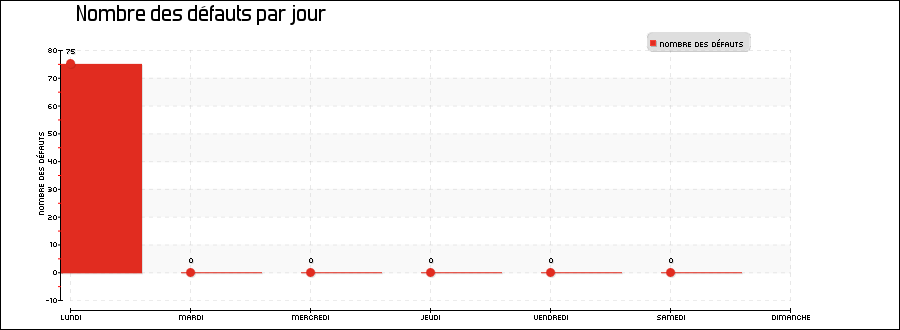 Nombre des défauts par jour
NOMBRE DES DÉFAUTS
80
75
70
60
50
40
30
20
10
0
-10
NOMBRE DES DÉFAUTS
0 0 0 0 0
LUNDI MARDI MERCREDI JEUDI VENDREDI SAMEDI DIMANCHE